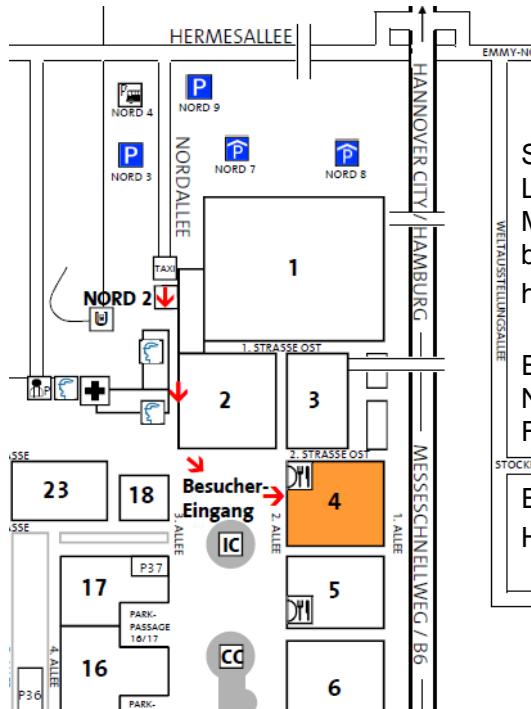 HERMESALLEE
EMMY-NO
P
NORD 4
P
NORD 9
P
NORD 3
P
NORD 7
P
NORD 8
NORDALLEE
HANNOVER CITY / HAMBURG
WELTAUSSTELLUNGSALLEE
S
L
M
b
h
1
TAXI
NORD 2
U
1. STRASSE OST
E
N
F
2
3
P
2. STRASSE OST
MESSESCHNELLWEG / B6
STOCK
SSE
23
18
Besucher-
Eingang
4
E
H
SSE
3. ALLEE
IC
2. ALLEE
1. ALLEE
P37
17
5
PARK-
PASSAGE
16/17
4. ALLEE
16
CC
6
P36
PARK-